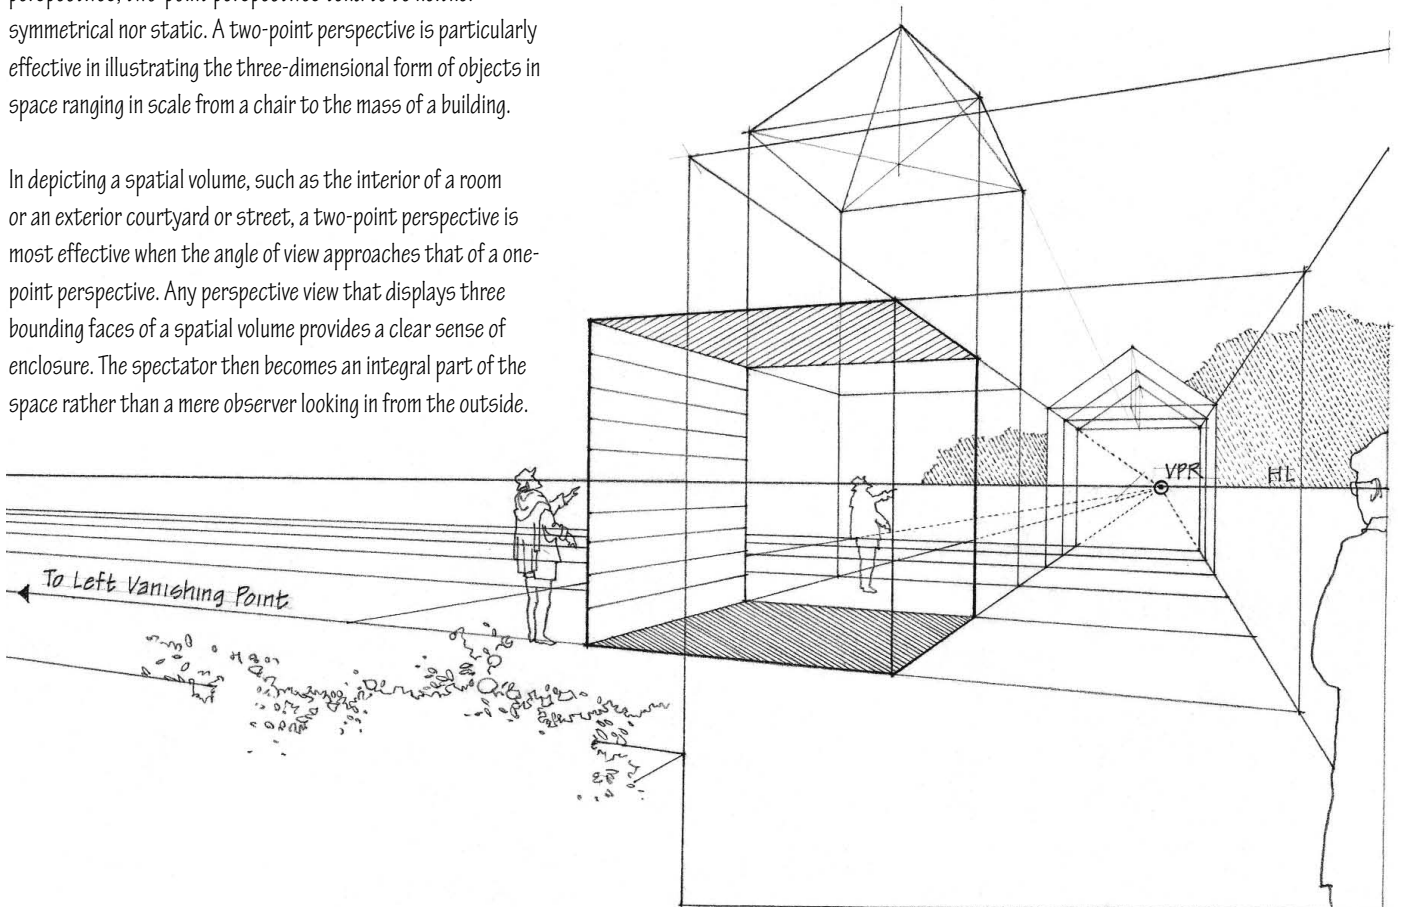 symmetrical nor static. A two-point perspective is particularly
effective in illustrating the three-dimensional form of objects in
space ranging in scale from a chair to the mass of a building.
In depicting a spatial volume, such as the interior of a room
or an exterior courtyard or street, a two-point perspective is
most effective when the angle of view approaches that of a one-
point perspective. Any perspective view that displays three
bounding faces of a spatial volume provides a clear sense of
enclosure. The spectator then becomes an integral part of the
space rather than a mere observer looking in from the outside.
VPR
HL
To Left Vanishing Point